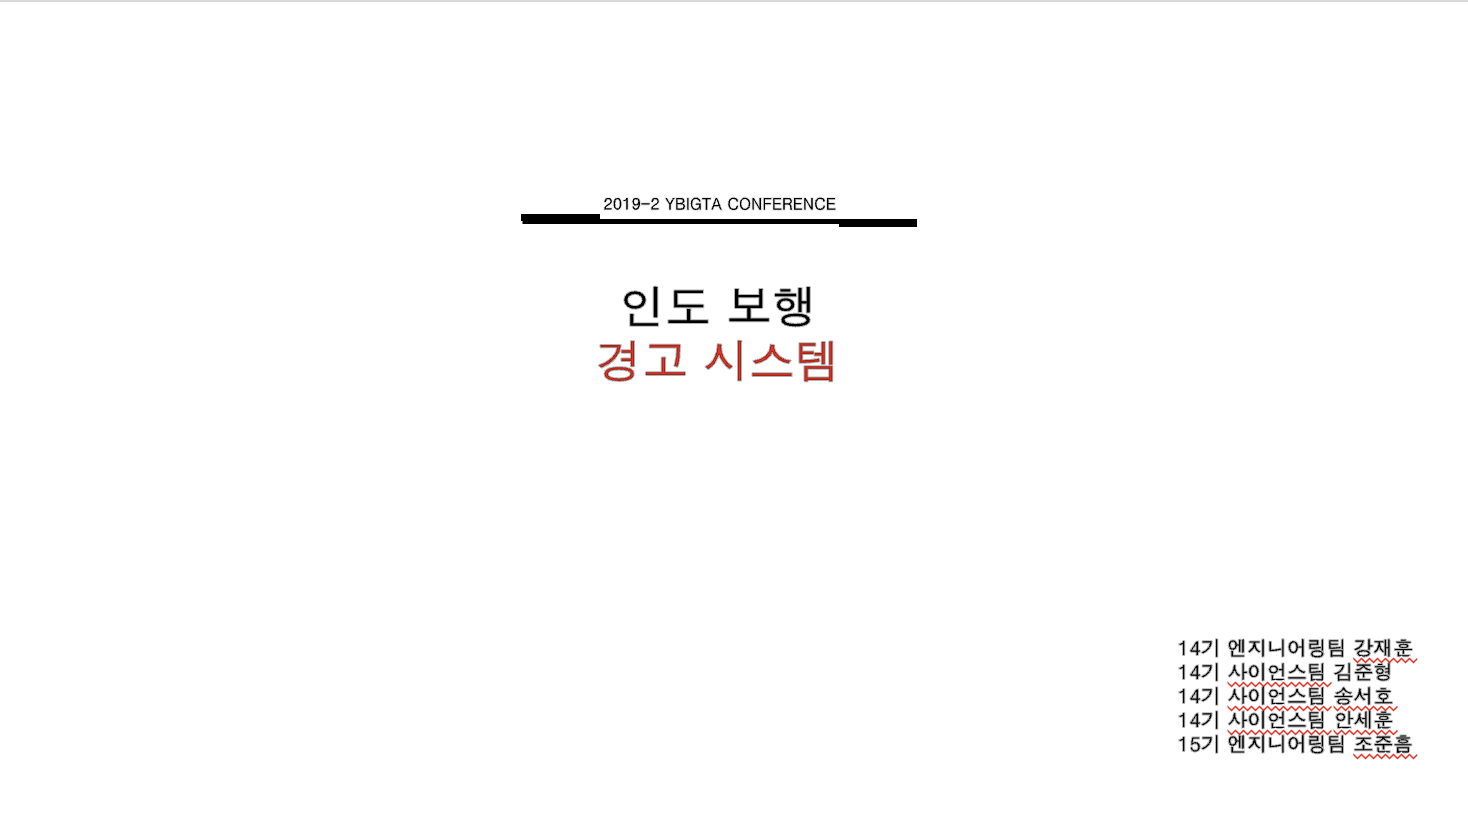 2019-2 YBIGTA CONFERENCE
인도 보행
경고 시스템
14기 엔지니어링팀 강재훈
14기 사이언스팀 김준형
14기 사이언스팀 송서호
14기 사이언스팀 안세훈
15기 엔지니어링팀 조준흠